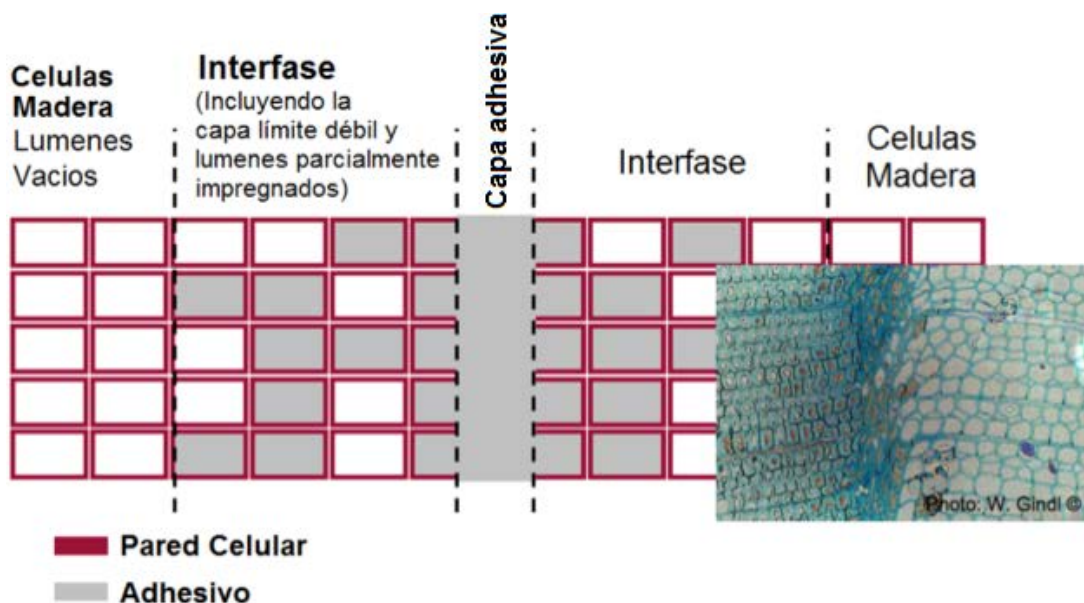 Celulas
Madera
Lumenes
Vacios
Interfase
(Incluyendo la
capa límite débil y
lumenes parcialmente
impregnados)
Capa adhesiva
Interfase
Celulas
Madera
Photo: W. Gindl ©
Pared Celular
Adhesivo